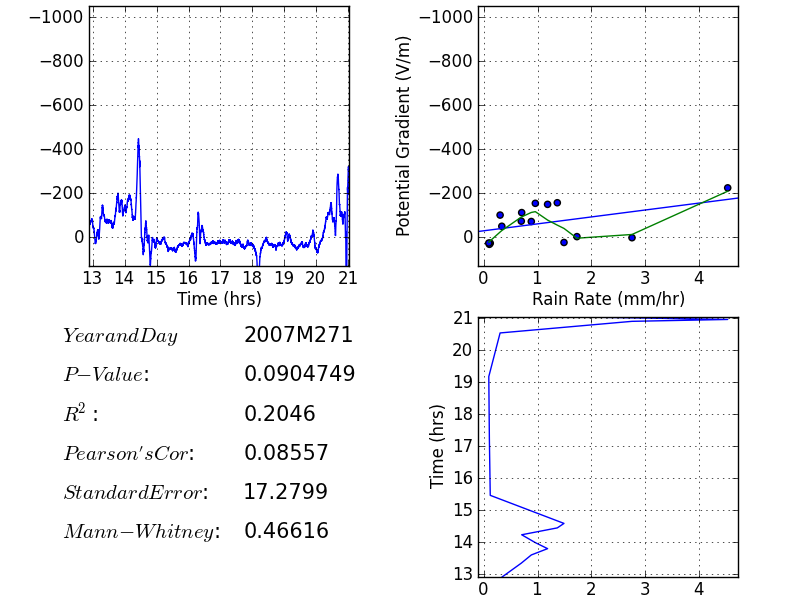 −1000
−800
−600
−400
−200
0
13 14 15 16 17 18 19 20 21
Time (hrs)
Potential Gradient (V/m)
−1000
−800
−600
−400
−200
0
0 1 2 3 4
Rain Rate (mm/hr)
YearandDay 2007M271
P−Value: 0.0904749
R² : 0.2046
Pearson'sCor: 0.08557
StandardError: 17.2799
Mann−Whitney: 0.46616
Time (hrs)
21
20
19
18
17
16
15
14
13
0 1 2 3 4